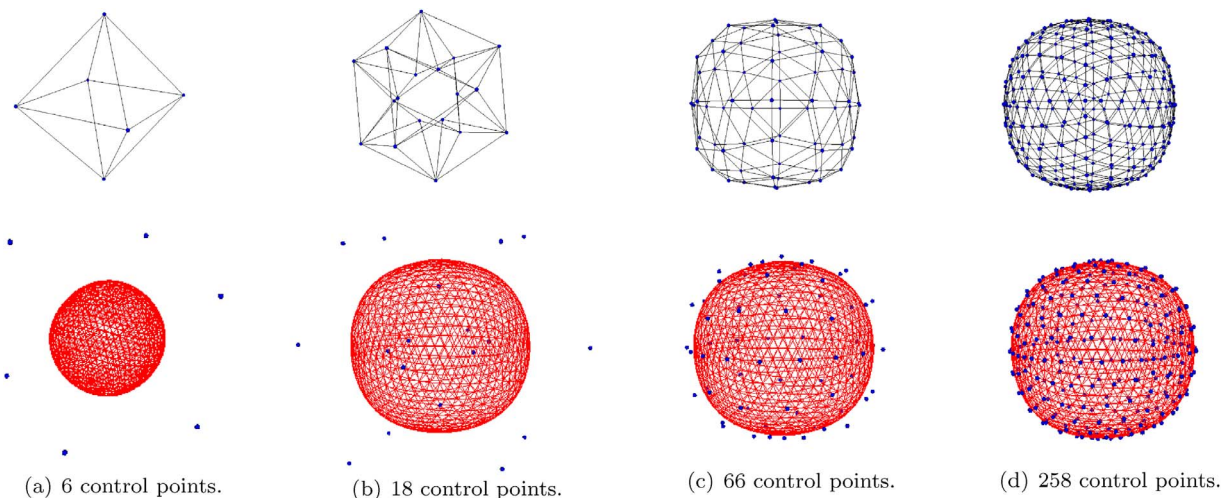 (a) 6 control points.
(b) 18 control points.
(c) 66 control points.
(d) 258 control points.